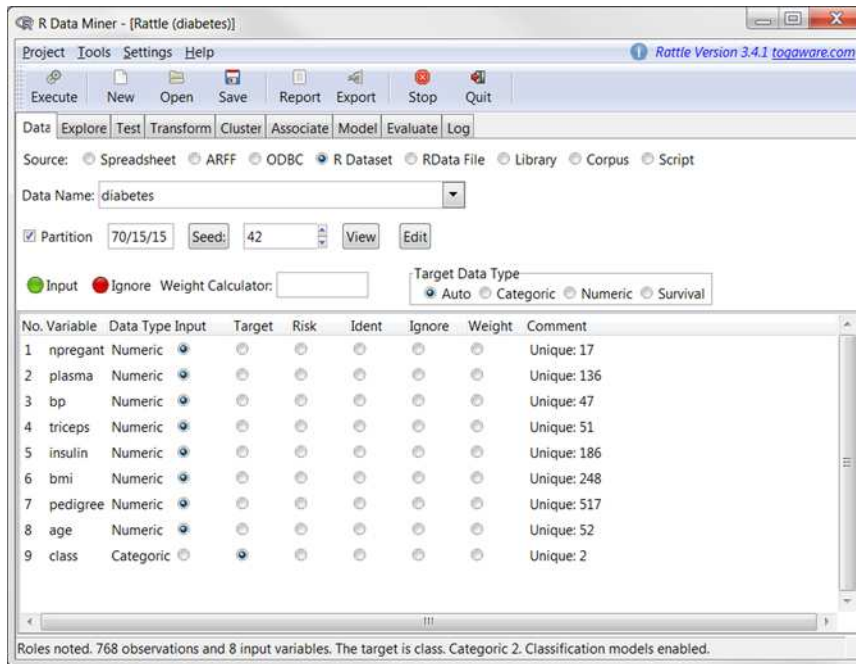 R Data Miner - [Rattle (diabetes)]
Project Tools Settings Help Rattle Version 3.4.1 togaware.com
Execute New Open Save Report Export Stop Quit
Data Explore Test Transform Cluster Associate Model Evaluate Log
Source: Spreadsheet ARFF ODBC R Dataset RData File Library Corpus Script
Data Name: diabetes
Partition 70/15/15 Seed: 42 View Edit
Target Data Type
Input Ignore Weight Calculator: Auto Categoric Numeric Survival
No. Variable Data Type Input Target Risk Ident Ignore Weight Comment
1 npregant Numeric Unique: 17
2 plasma Numeric Unique: 136
3 bp Numeric Unique: 47
4 triceps Numeric Unique: 51
5 insulin Numeric Unique: 186
6 bmi Numeric Unique: 248
7 pedigree Numeric Unique: 517
8 age Numeric Unique: 52
9 class Categoric Unique: 2
Roles noted. 768 observations and 8 input variables. The target is class. Categoric 2. Classification models enabled.